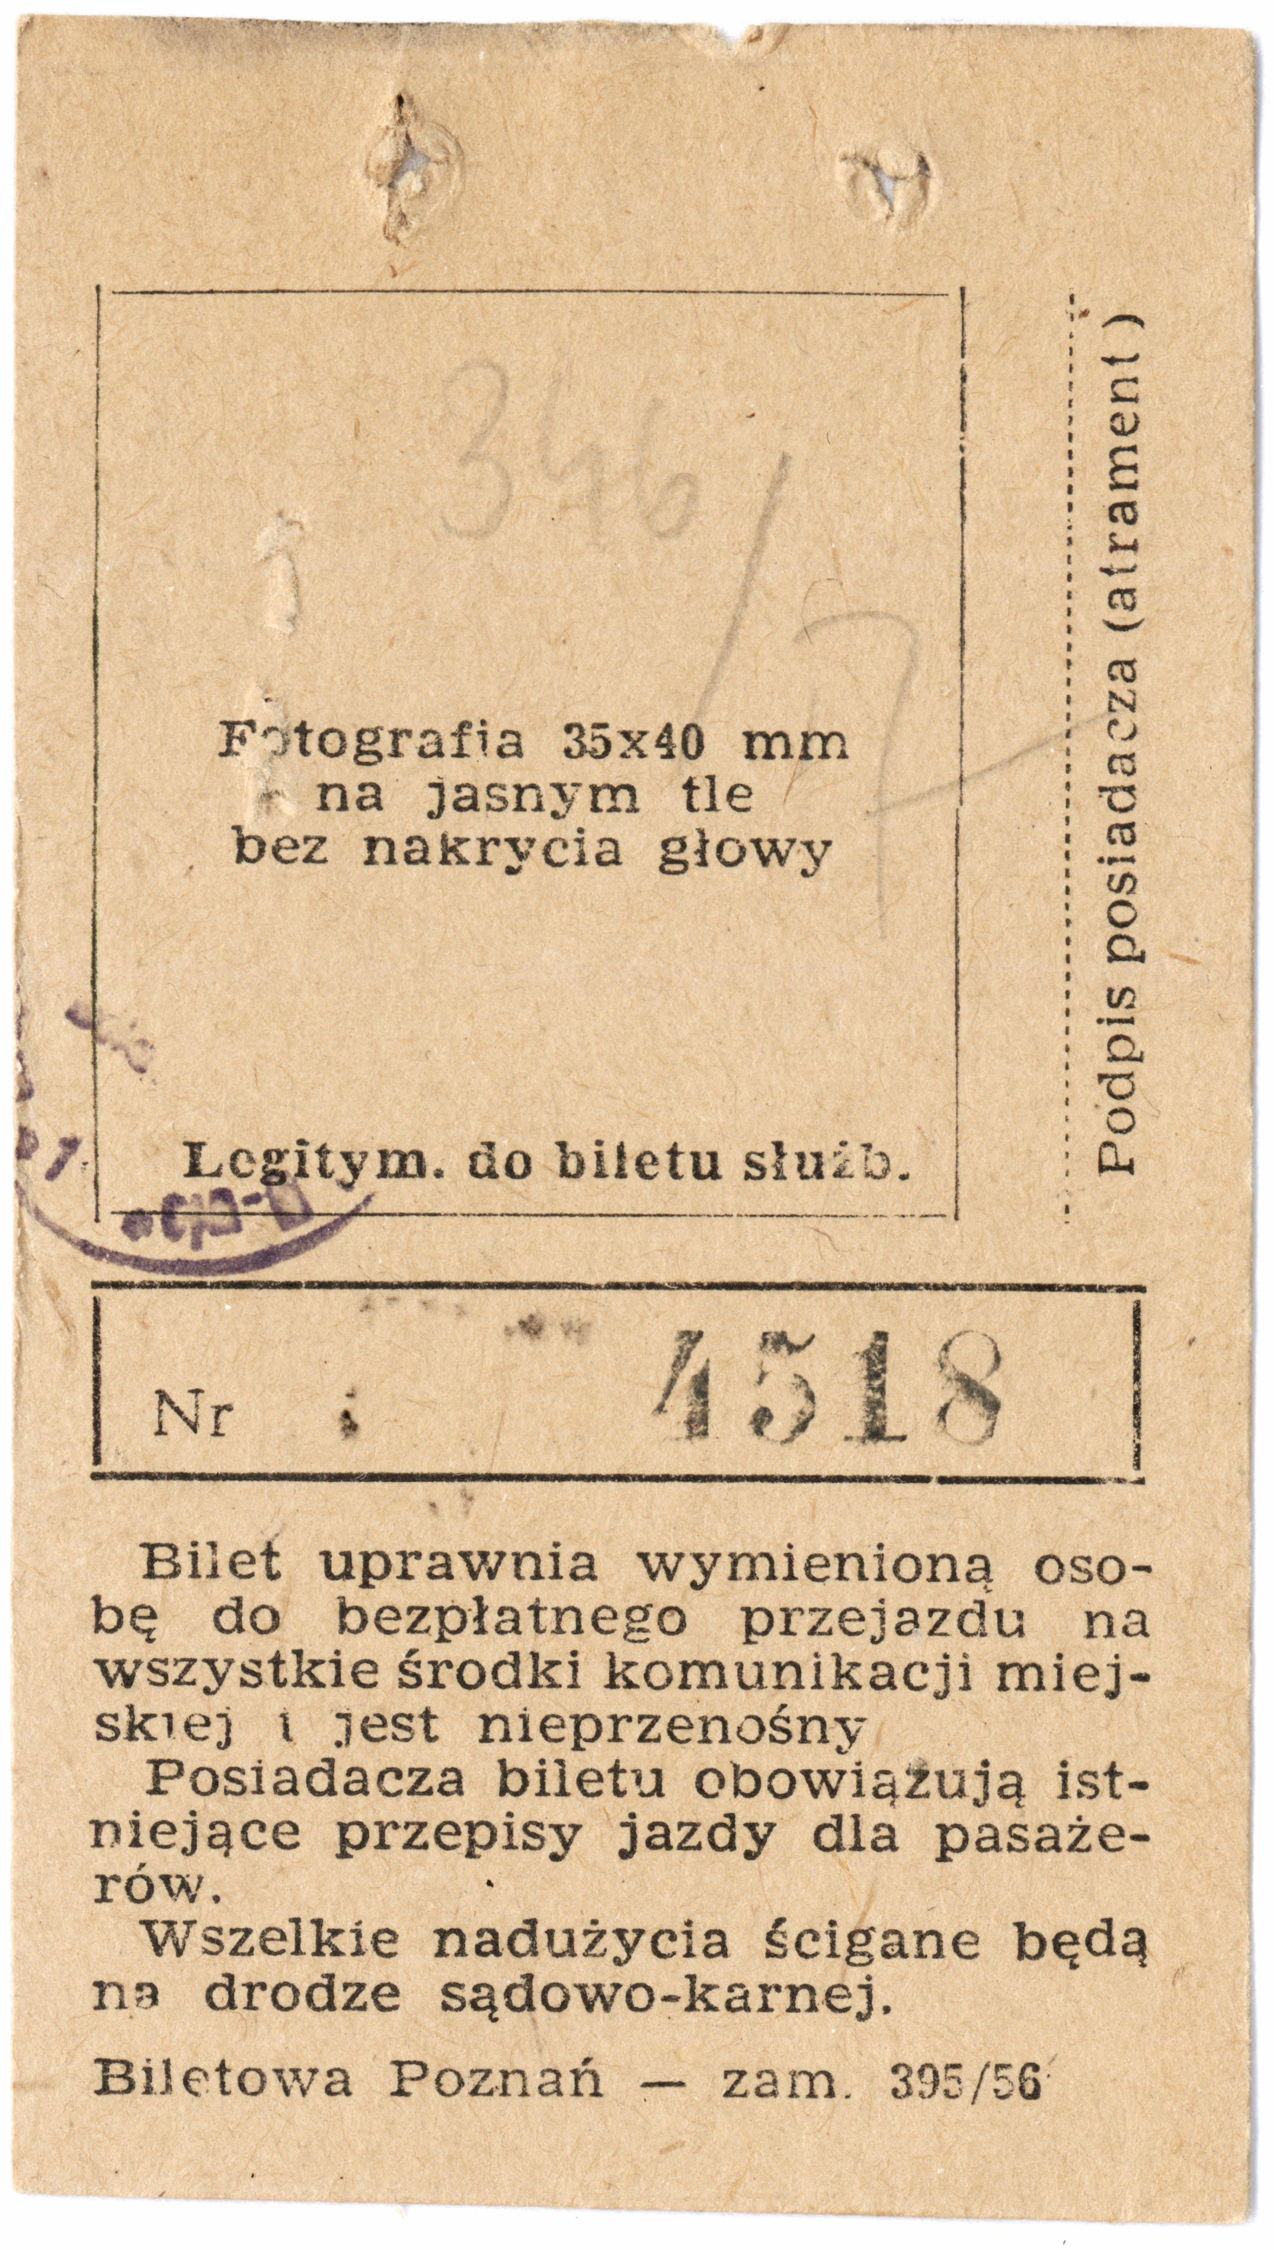 346/7
Fotografia 35x40 mm
na jasnym tle
bez nakrycia głowy
Legitym. do biletu służb.
Podpis posiadacza (atrament)
Nr 4518
Bilet uprawnia wymienioną oso-
bę do bezpłatnego przejazdu na
wszystkie środki komunikacji miej-
skiej i jest nieprzenośny
Posiadacza biletu obowiązują ist-
niejące przepisy jazdy dla pasaże-
rów.
Wszelkie nadużycia ścigane będą
na drodze sądowo-karnej.
Biletowa Poznań — zam. 395/56